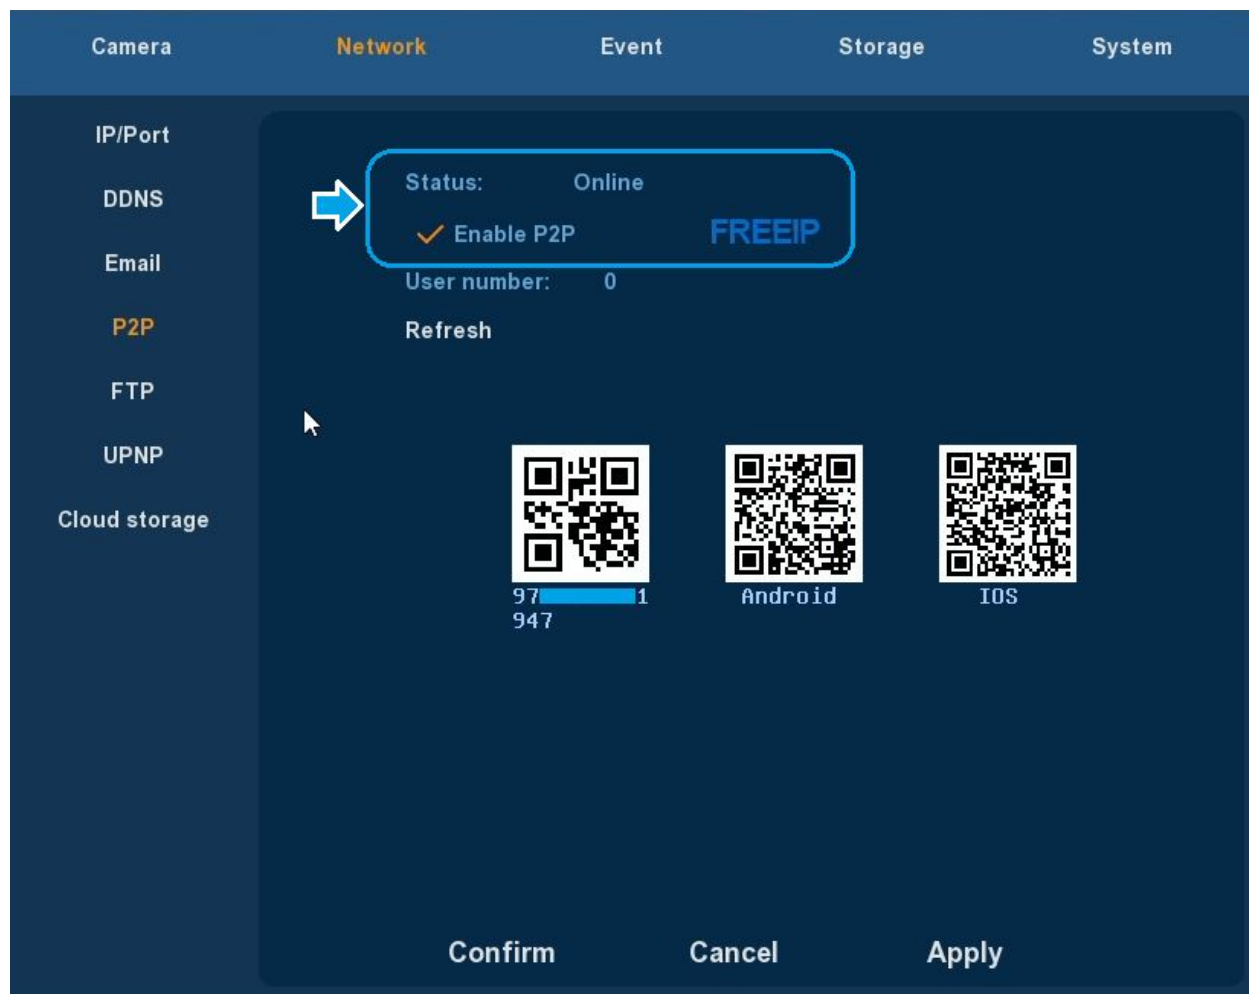 Camera Network Event Storage System
IP/Port
DDNS
Email
P2P
FTP
UPNP
Cloud storage
Status: Online
Enable P2P FREEIP
User number: 0
Refresh
97 1
947
Android
IOS
Confirm Cancel Apply